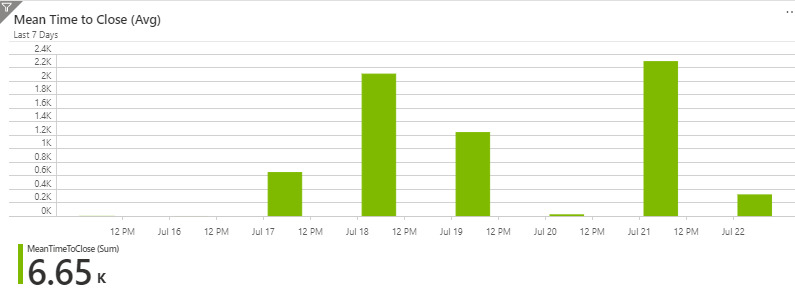 Mean Time to Close (Avg)
Last 7 Days
2.4K
2.2K
2K
1.8K
1.6K
1.4K
1.2K
1K
0.8K
0.6K
0.4K
0.2K
0K
12 PM Jul 16 12 PM Jul 17 12 PM Jul 18 12 PM Jul 19 12 PM Jul 20 12 PM Jul 21 12 PM Jul 22
MeanTimeToClose (Sum)
6.65 K